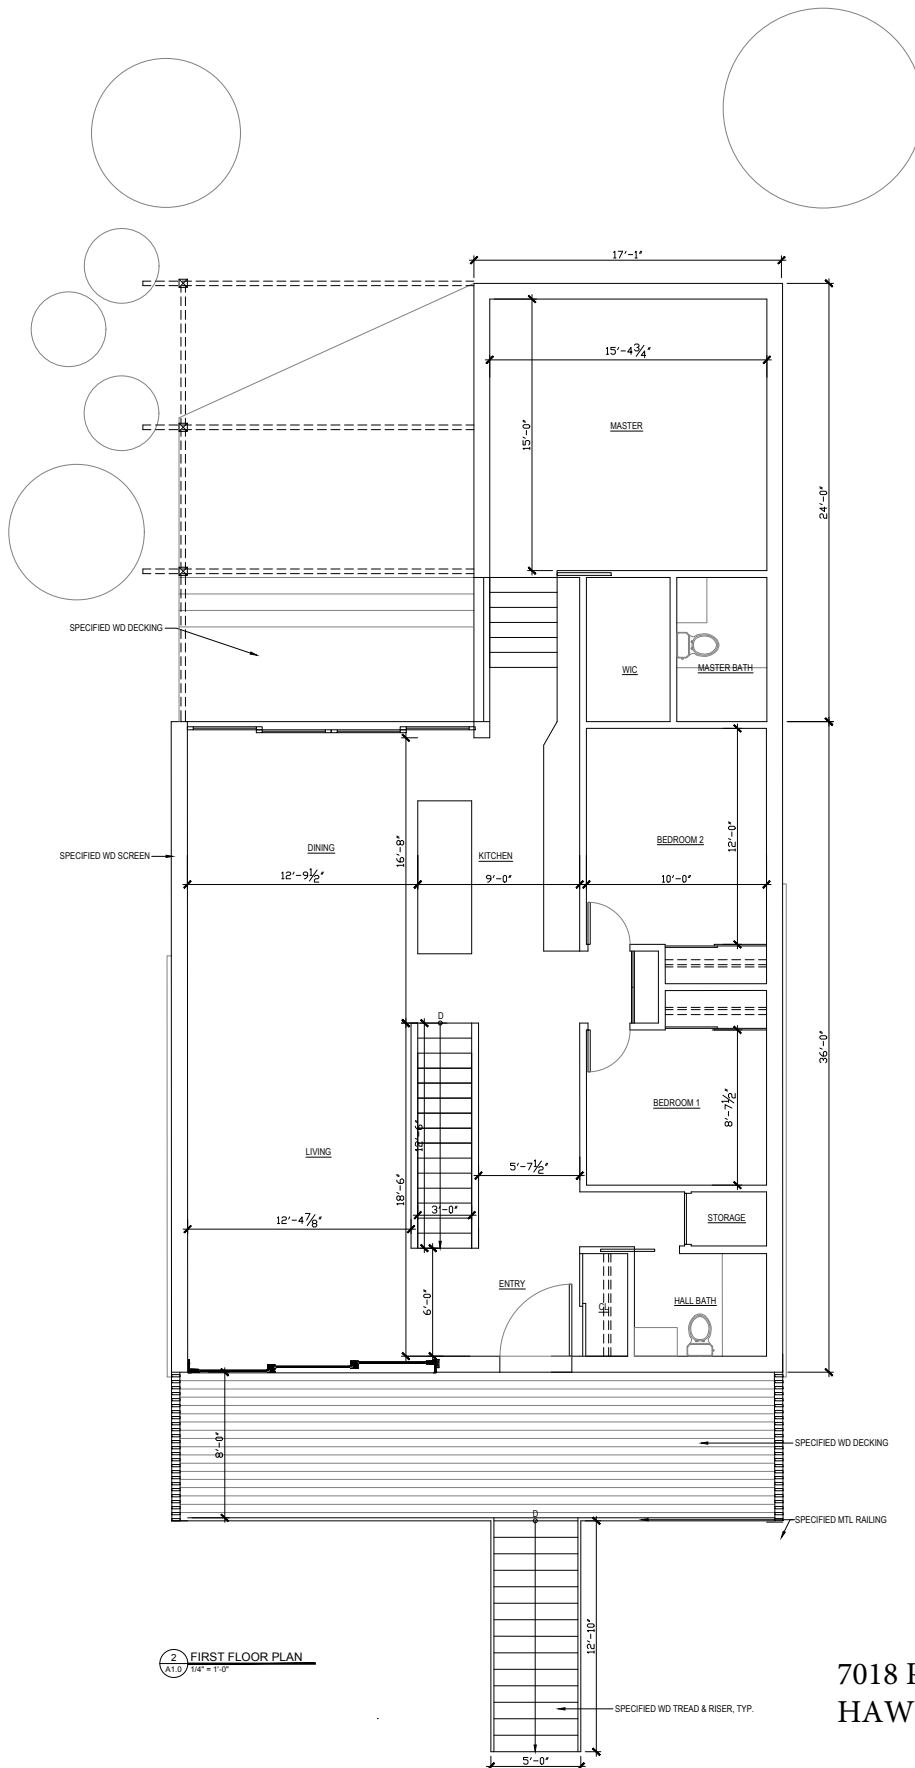 17'-1"
15'-4¾"
15'-0"
MASTER
24'-0"
SPECIFIED WD DECKING
WIC
MASTER BATH
SPECIFIED WD SCREEN
DINING
16'-8"
KITCHEN
BEDROOM 2
12'-0"
12'-9½"
9'-0"
10'-0"
D
36'-0"
BEDROOM 1
8'-7½"
LIVING
18'-6"
5'-7½"
3'-0"
12'-4⅞"
STORAGE
6'-0"
ENTRY
HALL BATH
8'-0"
SPECIFIED WD DECKING
D
SPECIFIED MTL RAILING
12'-10"
2
A1.0
FIRST FLOOR PLAN
1/4" = 1'-0"
7018
HAW
SPECIFIED WD TREAD & RISER, TYP.
5'-0"